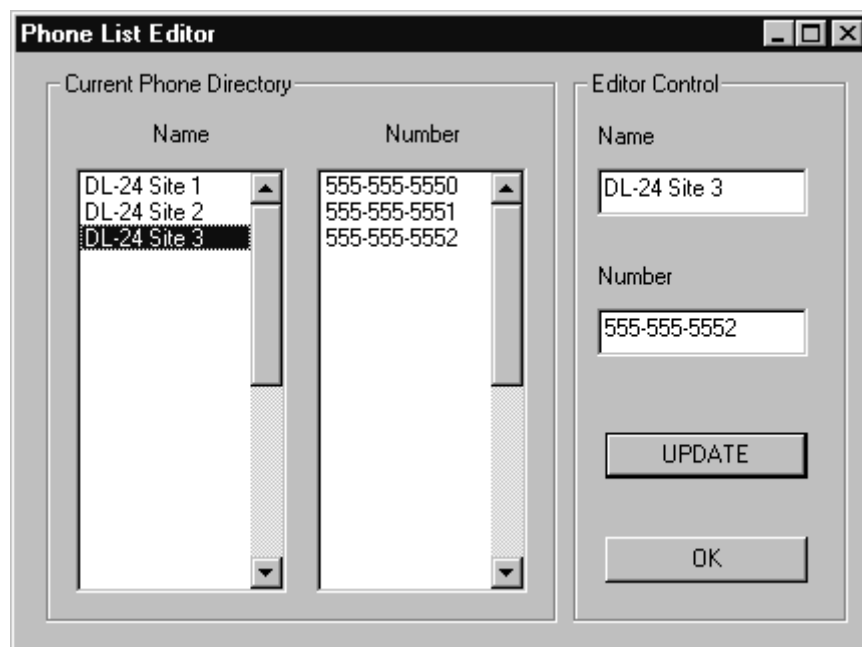 Phone List Editor
Current Phone Directory
Name
Number
DL-24 Site 1
DL-24 Site 2
DL-24 Site 3
555-555-5550
555-555-5551
555-555-5552
Editor Control
Name
DL-24 Site 3
Number
555-555-5552
UPDATE
OK